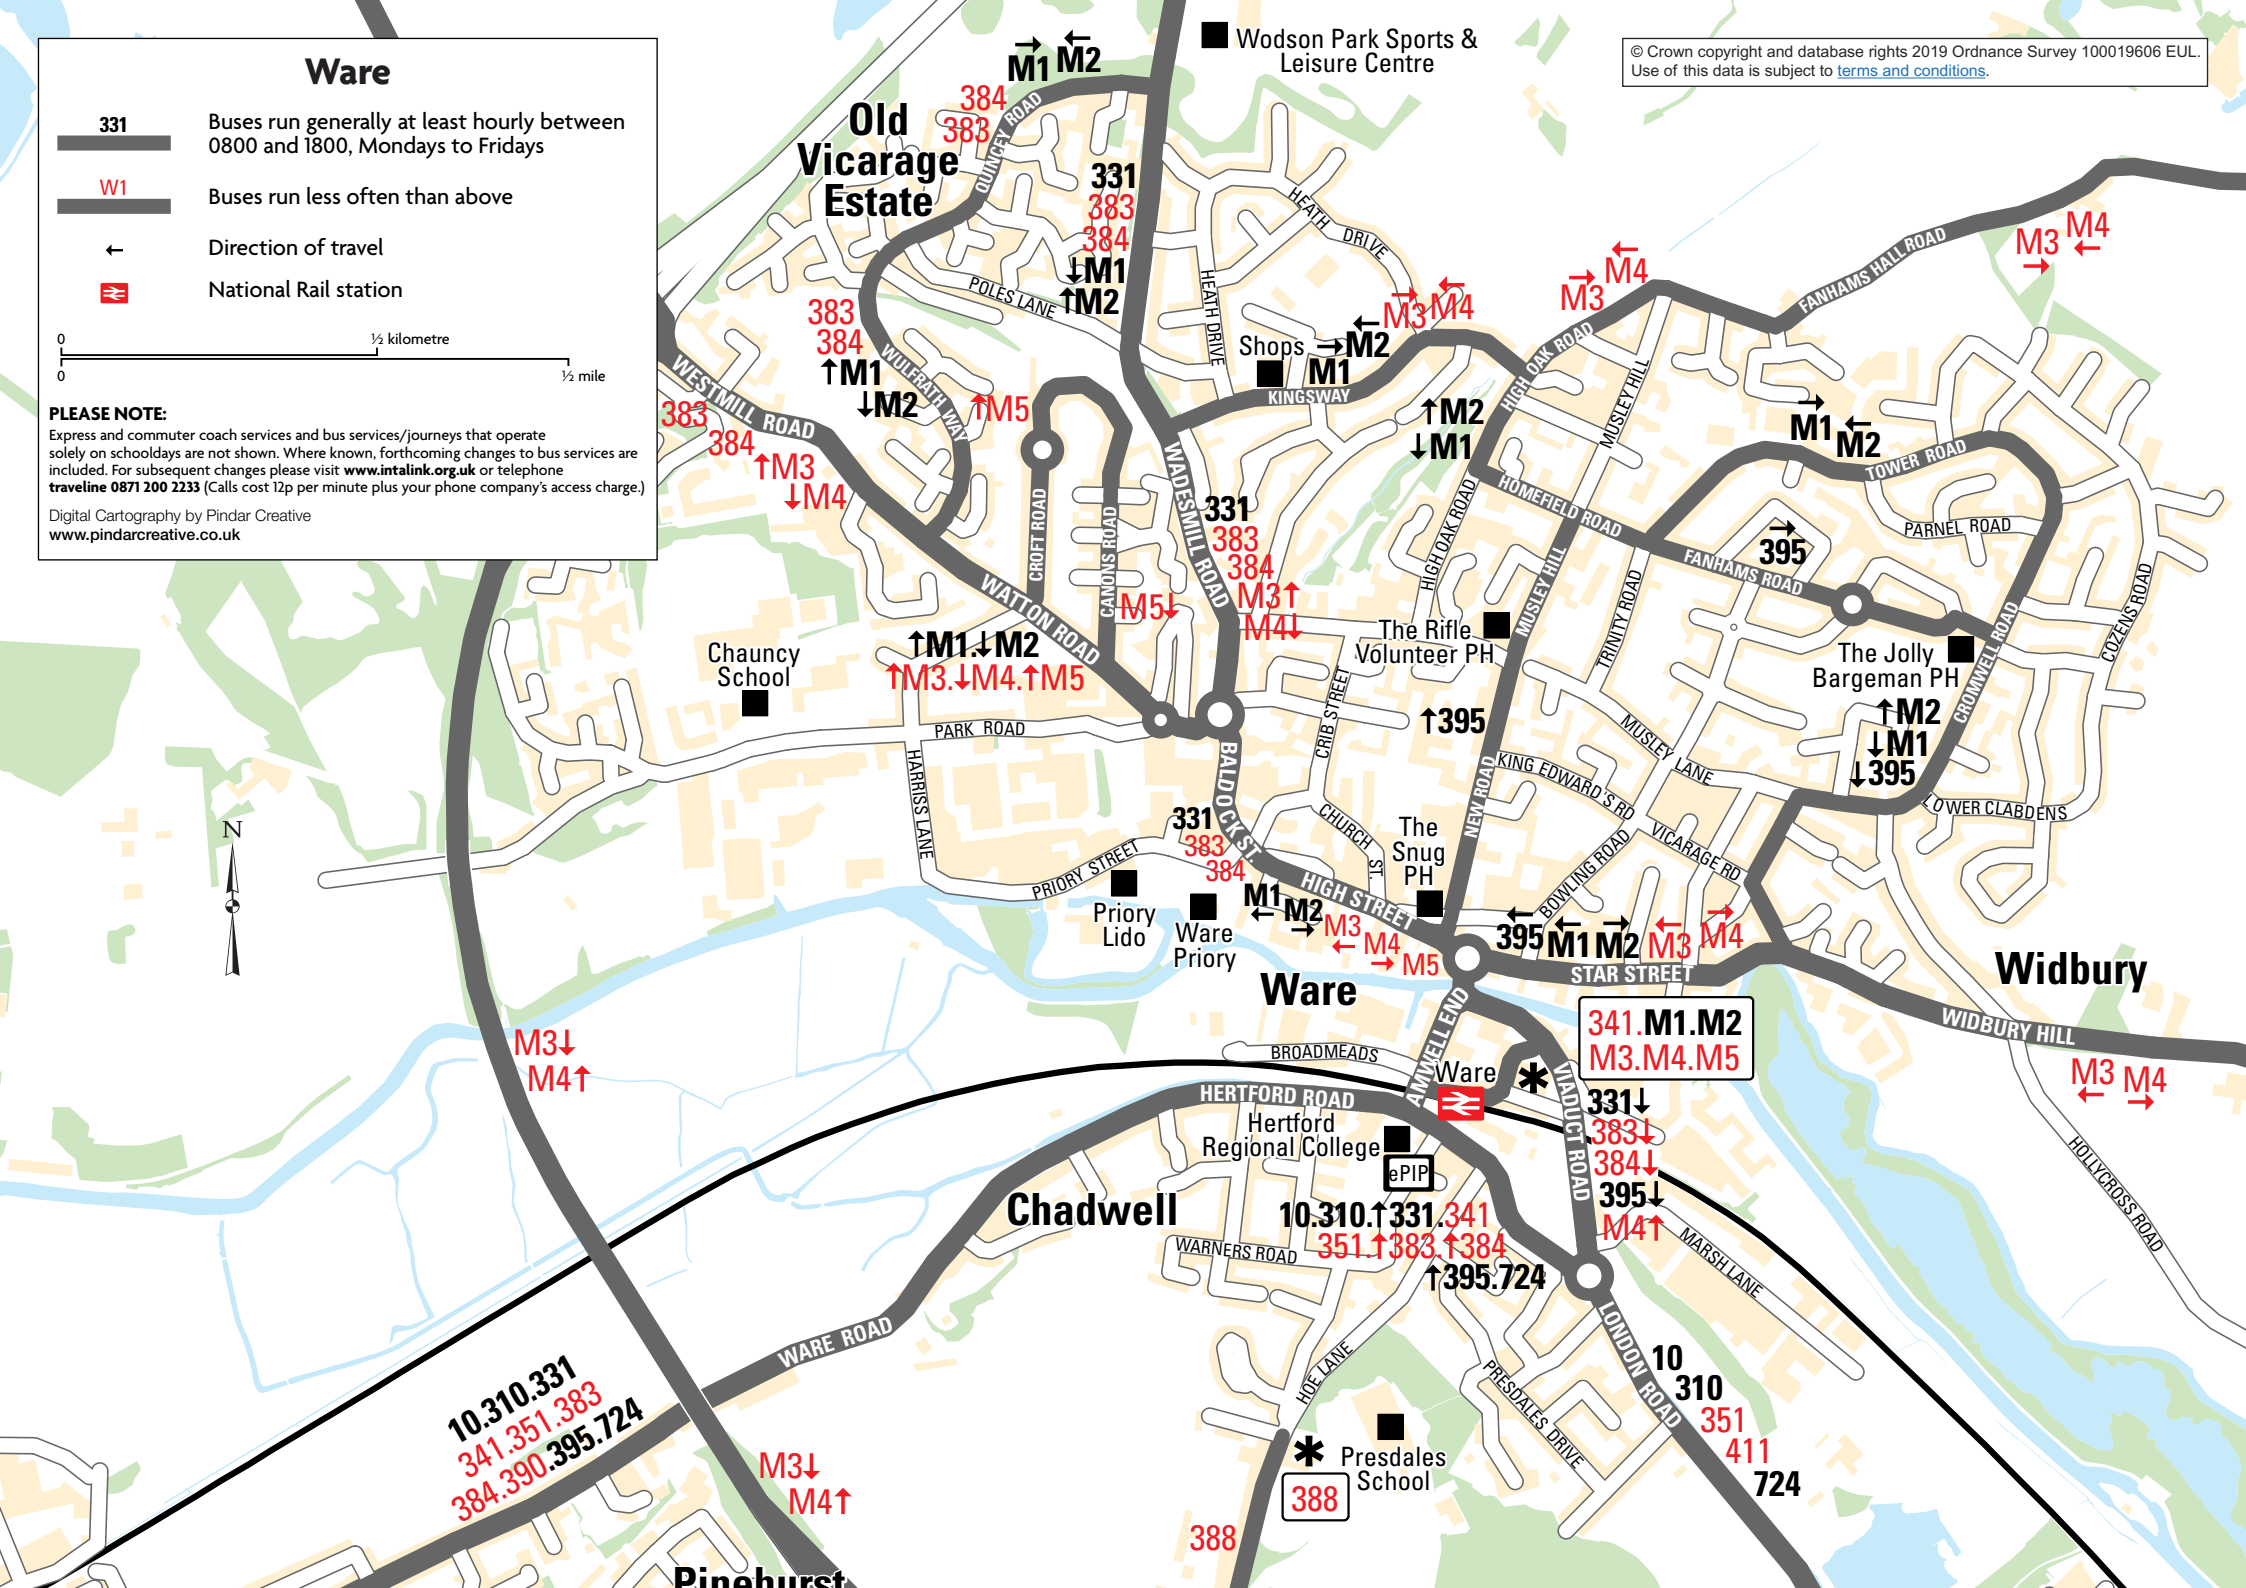 Ware
331
Buses run generally at least hourly between
0800 and 1800, Mondays to Fridays
W1
Buses run less often than above
←
Direction of travel
National Rail station
0 ½ kilometre
0 ½ mile
PLEASE NOTE:
Express and commuter coach services and bus services/journeys that operate
solely on schooldays are not shown. Where known, forthcoming changes to bus services are
included. For subsequent changes please visit www.intalink.org.uk or telephone
traveline 0871 200 2233 (Calls cost 12p per minute plus your phone company's access charge.)
Digital Cartography by Pindar Creative
www.pindarcreative.co.uk
© Crown copyright and database rights 2019 Ordnance Survey 100019606 EUL.
Use of this data is subject to terms and conditions.
Wodson Park Sports &
Leisure Centre
→ ←
M1 M2
384
383
QUINCEY ROAD
Old
Vicarage
Estate
331
383
384
↓M1
↑M2
POLES LANE
HEATH DRIVE
HEATH DRIVE
383
384
↑M1
↓M2
WULFRATH WAY
↑M5
WESTMILL ROAD
383
384
↑M3
↓M4
Shops
→M2
←
M1
KINGSWAY
→ ←
M3 M4
→ ←
M3 M4
→ ←
M3 M4
FANHAMS HALL ROAD
HIGH OAK ROAD
MUSLEY HILL
↑M2
↓M1
→ ←
M1 M2
TOWER ROAD
PARNEL ROAD
HOMEFIELD ROAD
HIGH OAK ROAD
→
395
FANHAMS ROAD
WADESMILL ROAD
331
383
384
M3↑
M4↓
CROFT ROAD
CANONS ROAD
M5↓
WATTON ROAD
↑M1.↓M2
↑M3.↓M4.↑M5
Chauncy
School
PARK ROAD
HARRIS LANE
The Rifle
Volunteer PH
MUSLEY HILL
TRINITY ROAD
CRIB STREET
↑395
COZENS ROAD
CROMWELL ROAD
The Jolly
Bargeman PH
↑M2
↓M1
↓395
LOWER CLABDENS
MUSLEY LANE
KING EDWARD'S RD
NEW ROAD
VICARAGE RD
BOWLING ROAD
N
BALDOCK ST.
331
383
384
CHURCH ST.
The
Snug
PH
HIGH STREET
PRIORY STREET
Priory
Lido
Ware
Priory
M1
←
M2
→
M3
←
M4
→
M5
←
395
← → ← →
M1 M2 M3 M4
STAR STREET
Ware
Widbury
WIDBURY HILL
M3 M4
← →
HOLLYCROSS ROAD
341.M1.M2
M3.M4.M5
M3↓
M4↑
BROADMEADS
AMWELL END
Ware
*
VIADUCT ROAD
331↓
383↓
384↓
395↓
M4↑
HERTFORD ROAD
Hertford
Regional College
ePIP
10.310.↑331.341
351.↑383.↑384
↑395.724
Chadwell
WARNERS ROAD
MARSH LANE
WARE ROAD
LONDON ROAD
10
310
351
411
724
HOE LANE
PRESDALES DRIVE
10.310.331
341.351.383
384.390.395.724
M3↓
M4↑
*
Presdales
School
388
388
Pinehurst